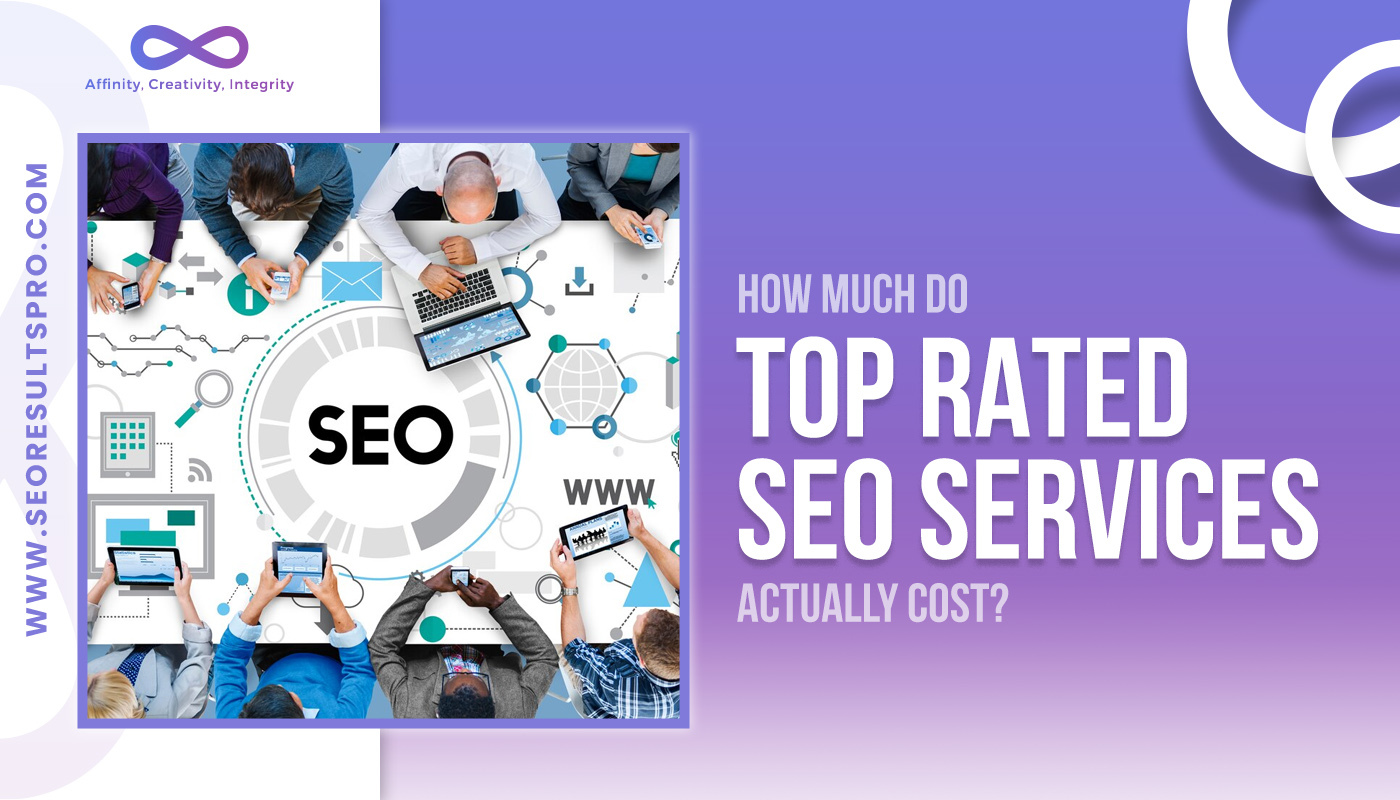 Affinity, Creativity, Integrity
WWW.SEORESULTSPRO.COM
SEO
WWW
HOW MUCH DO
TOP RATED
SEO SERVICES
ACTUALLY COST?